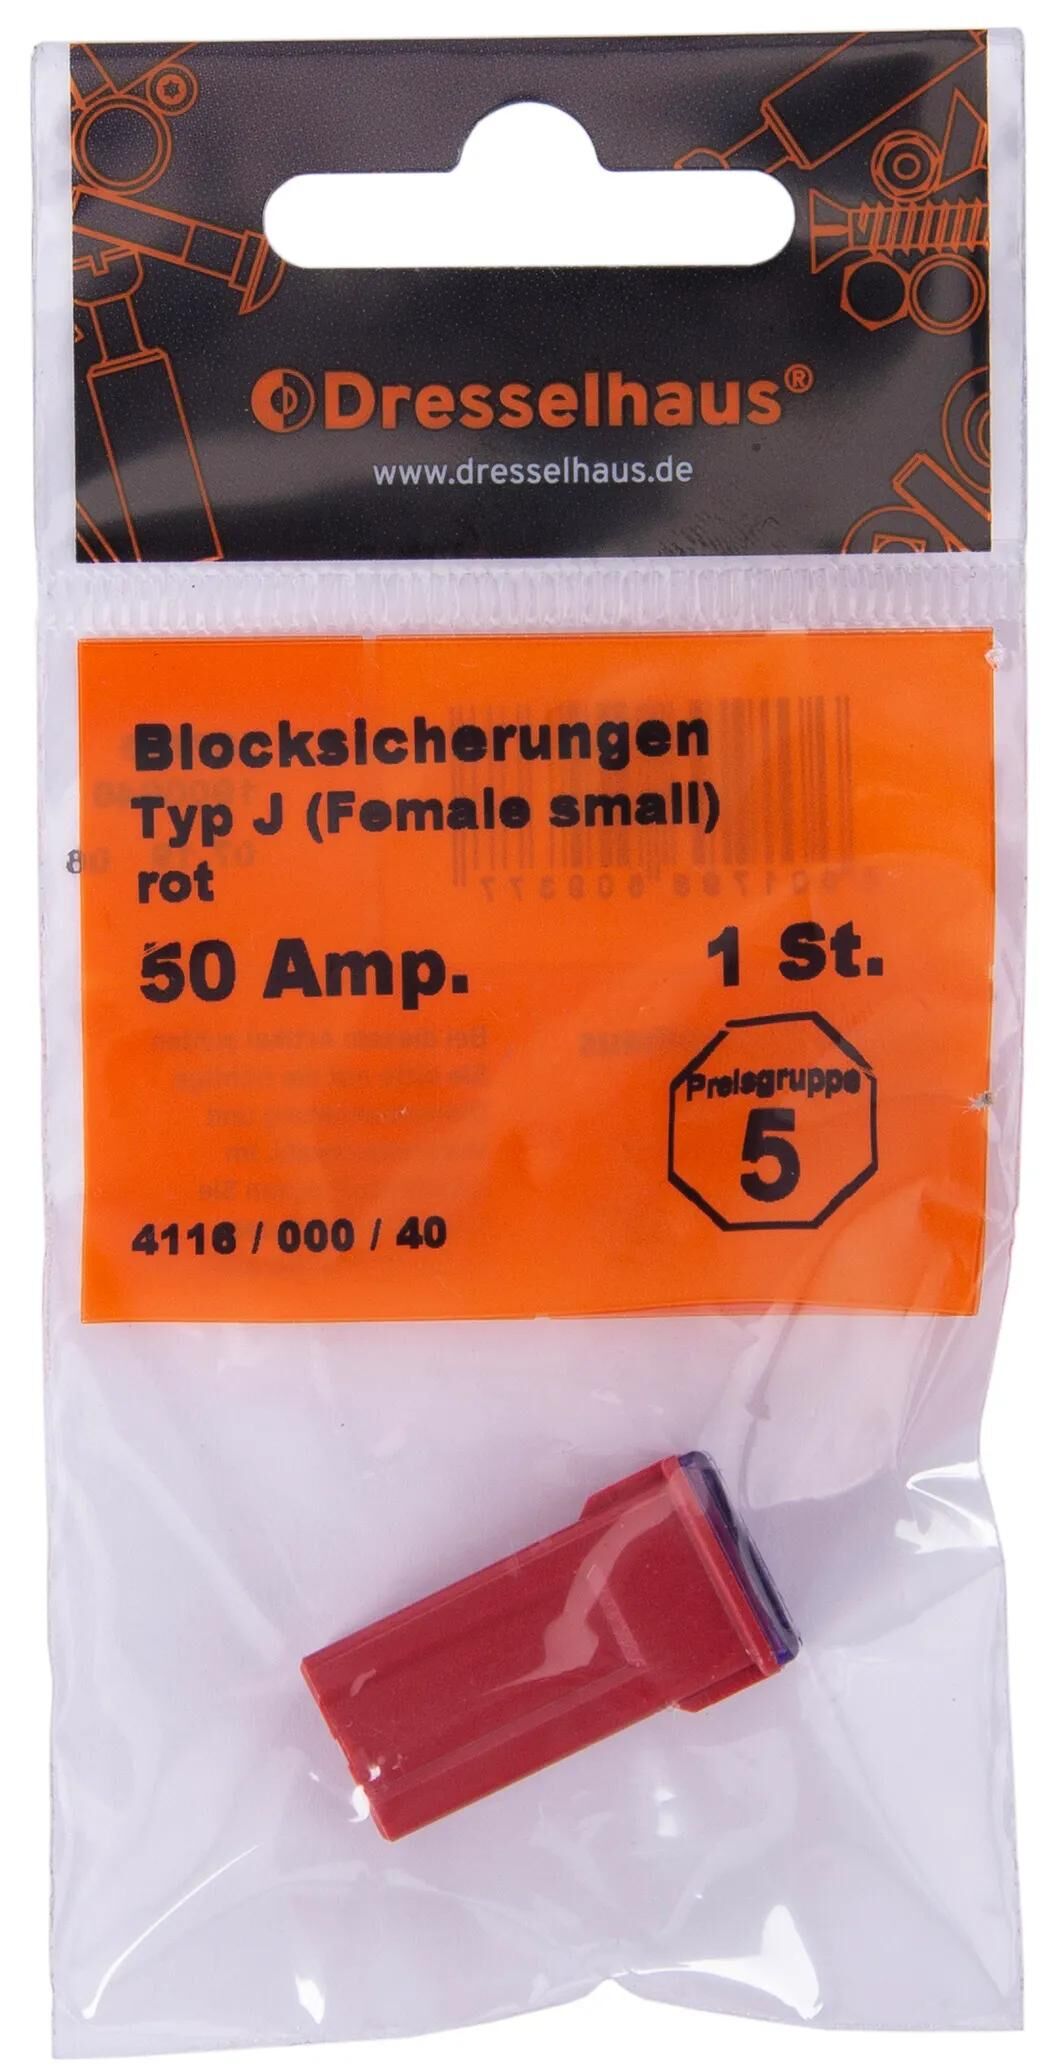 Dresselhaus®
www.dresselhaus.de
Blocksicherungen
Typ J (Female small)
rot
50 Amp.
1 St.
Preisgruppe
5
4116 / 000 / 40